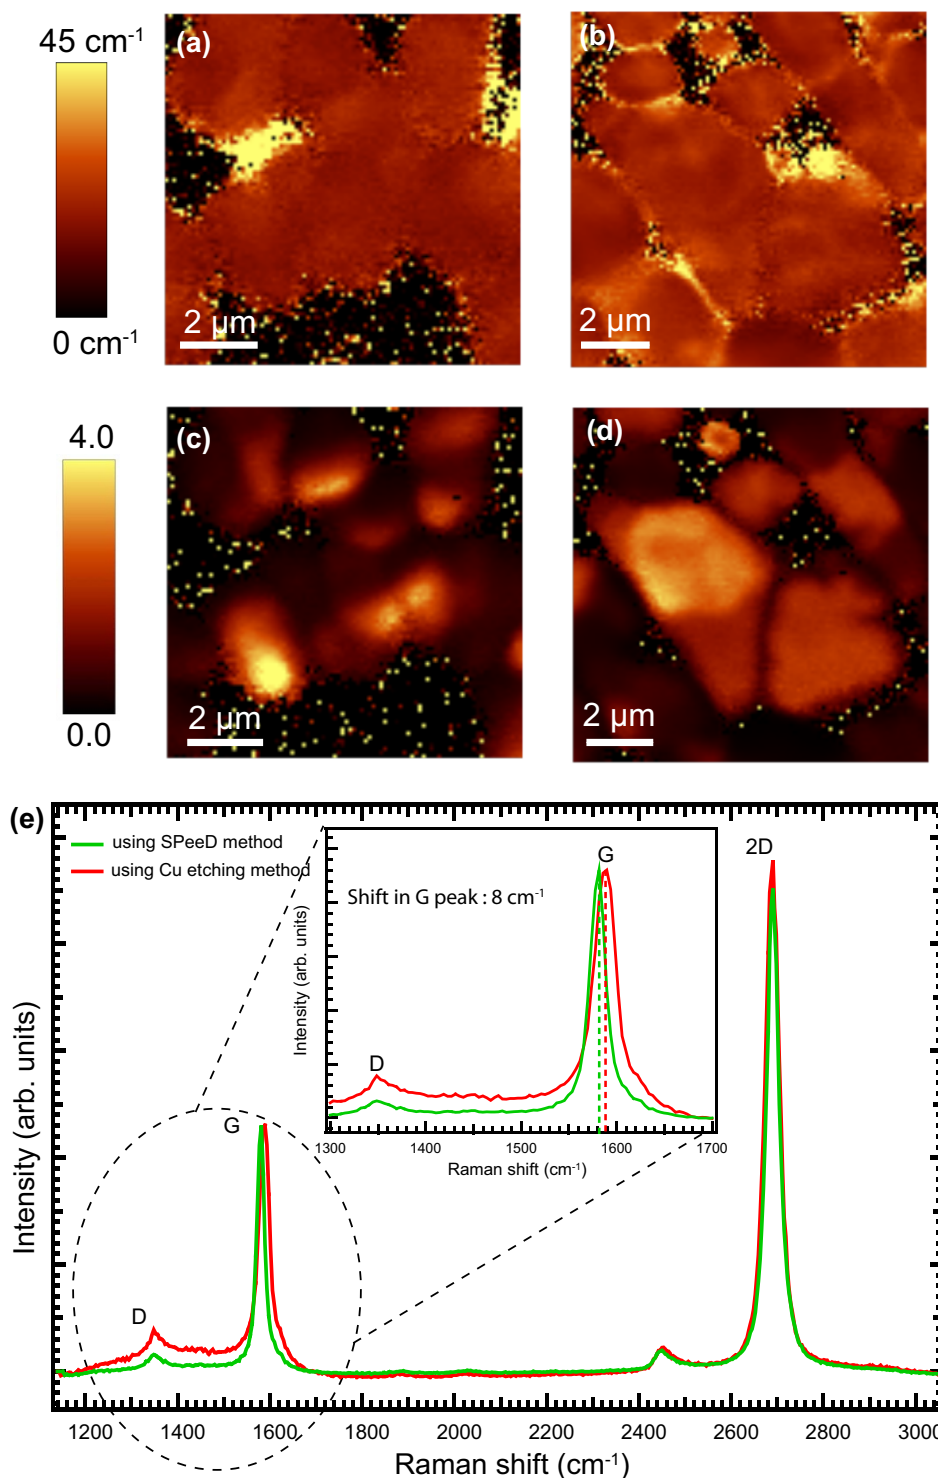 45 cm⁻¹
0 cm⁻¹
(a)
2 µm
(b)
2 µm
4.0
0.0
(c)
2 µm
(d)
2 µm
(e)
using SPeeD method
using Cu etching method
Shift in G peak : 8 cm⁻¹
G
D
Intensity (arb. units)
1300 1400 1500 1600 1700
Raman shift (cm⁻¹)
2D
G
D
Intensity (arb. units)
1200 1400 1600 1800 2000 2200 2400 2600 2800 3000
Raman shift (cm⁻¹)